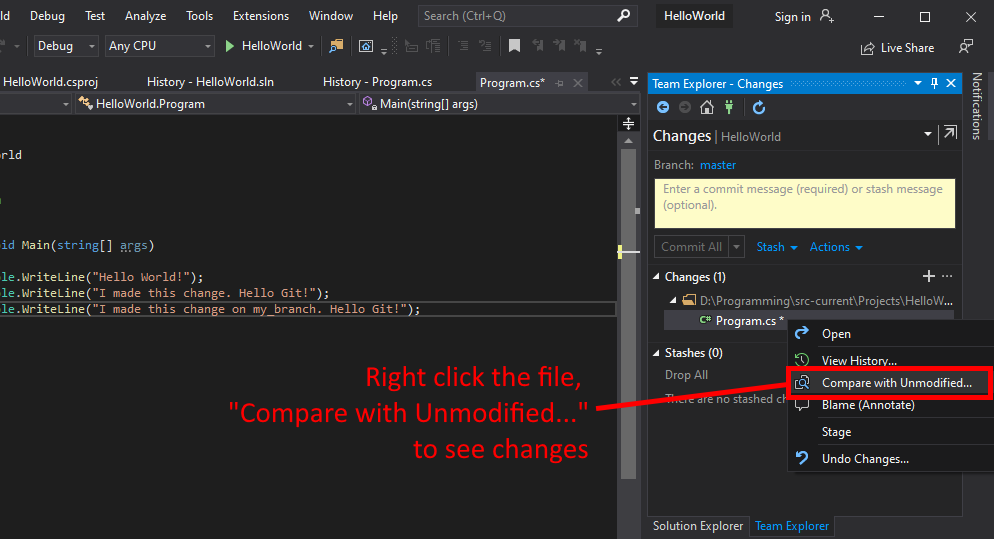 ld Debug Test Analyze Tools Extensions Window Help Search (Ctrl+Q) HelloWorld Sign in
Debug Any CPU HelloWorld Live Share
HelloWorld.csproj History - HelloWorld.sln History - Program.cs Program.cs*
HelloWorld.Program Main(string[] args)
orld
oid Main(string[] args)
le.WriteLine("Hello World!");
le.WriteLine("I made this change. Hello Git!");
le.WriteLine("I made this change on my_branch. Hello Git!");
Right click the file,
"Compare with Unmodified..."
to see changes
Team Explorer - Changes
Changes | HelloWorld
Branch: master
Enter a commit message (required) or stash message
(optional).
Commit All Stash Actions
Changes (1)
D:\Programming\src-current\Projects\HelloW...
C# Program.cs *
Stashes (0)
Drop All
There are no stashed ch
Open
View History...
Compare with Unmodified...
Blame (Annotate)
Stage
Undo Changes...
Solution Explorer Team Explorer
Notifications